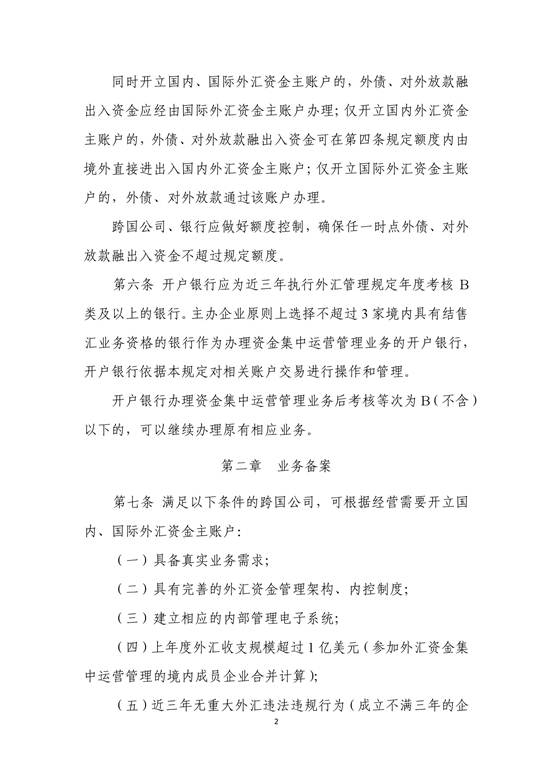 同时开立国内、国际外汇资金主账户的，外债、对外放款融
出入资金应经由国际外汇资金主账户办理；仅开立国内外汇资金
主账户的，外债、对外放款融出入资金可在第四条规定额度内由
境外直接进出入国内外汇资金主账户；仅开立国际外汇资金主账
户的，外债、对外放款通过该账户办理。
跨国公司、银行应做好额度控制，确保任一时点外债、对外
放款融出入资金不超过规定额度。
第六条 开户银行应为近三年执行外汇管理规定年度考核 B
类及以上的银行。主办企业原则上选择不超过 3 家境内具有结售
汇业务资格的银行作为办理资金集中运营管理业务的开户银行，
开户银行依据本规定对相关账户交易进行操作和管理。
开户银行办理资金集中运营管理业务后考核等次为 B（不含）
以下的，可以继续办理原有相应业务。
第二章 业务备案
第七条 满足以下条件的跨国公司，可根据经营需要开立国
内、国际外汇资金主账户：
（一）具备真实业务需求；
（二）具有完善的外汇资金管理架构、内控制度；
（三）建立相应的内部管理电子系统；
（四）上年度外汇收支规模超过 1 亿美元（参加外汇资金集
中运营管理的境内成员企业合并计算）；
（五）近三年无重大外汇违法违规行为（成立不满三年的企
2